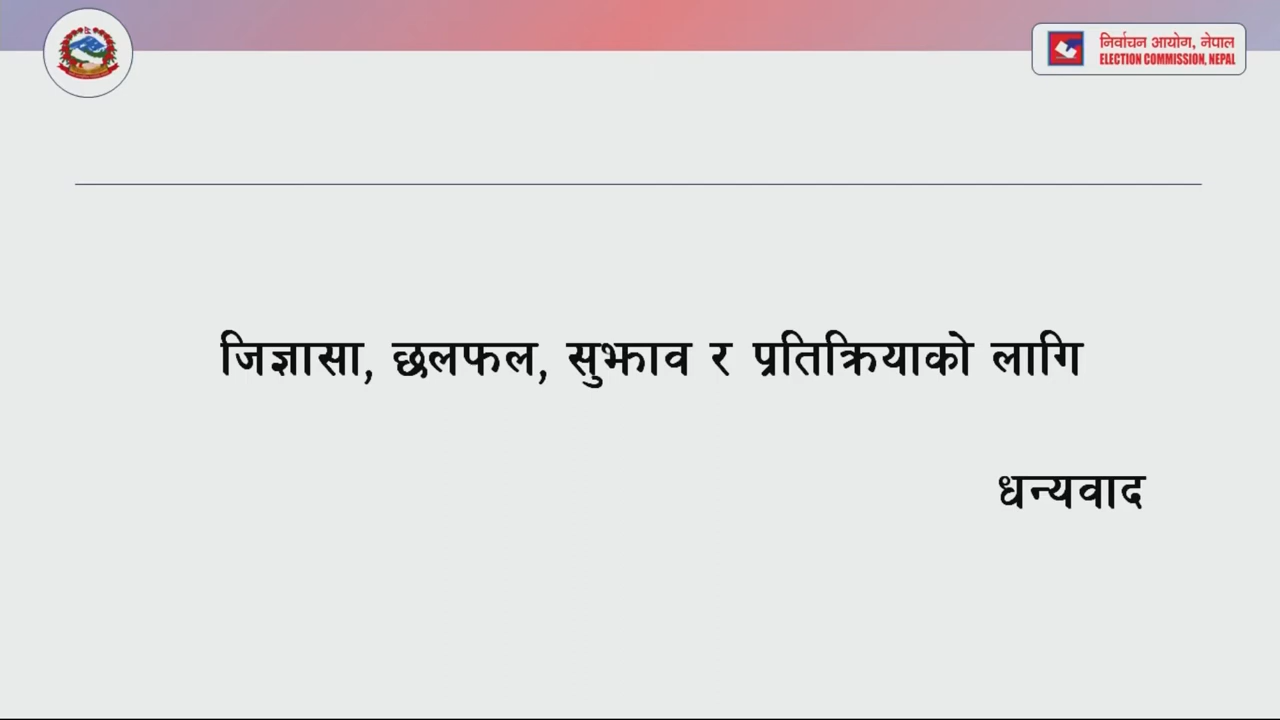 निर्वाचन आयोग, नेपाल
ELECTION COMMISSION, NEPAL
जिज्ञासा, छलफल, सुझाव र प्रतिक्रियाको लागि
धन्यवाद